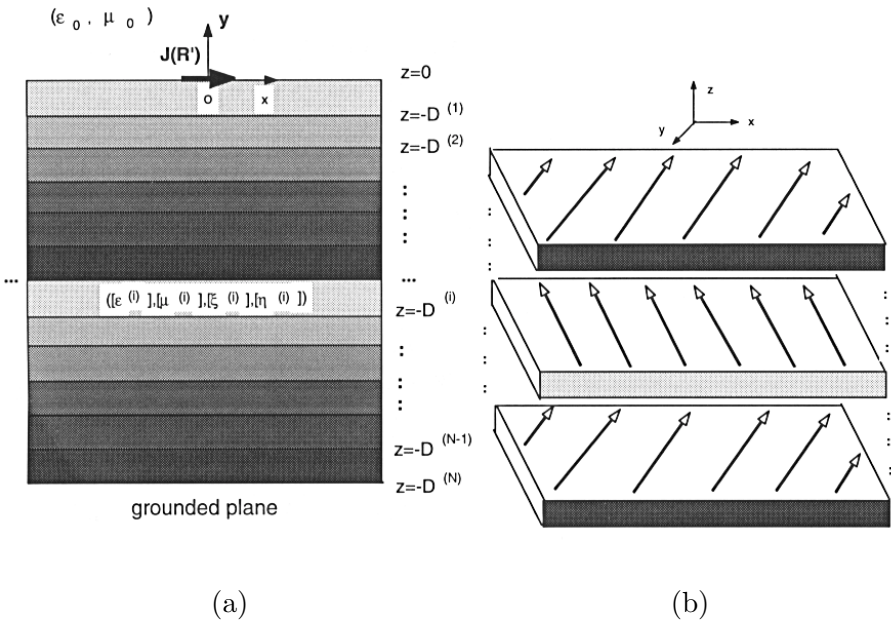 (ε 0 , μ 0 )
y
J(R')
o x
z=0
z=-D (1)
z=-D (2)
⋮
...
...
([ε (i) ],[μ (i) ],[ξ (i) ],[η (i) ])
z=-D (i)
⋮
z=-D (N-1)
z=-D (N)
grounded plane
(a)
z
x
y
⋮
⋮
⋮
⋮
(b)